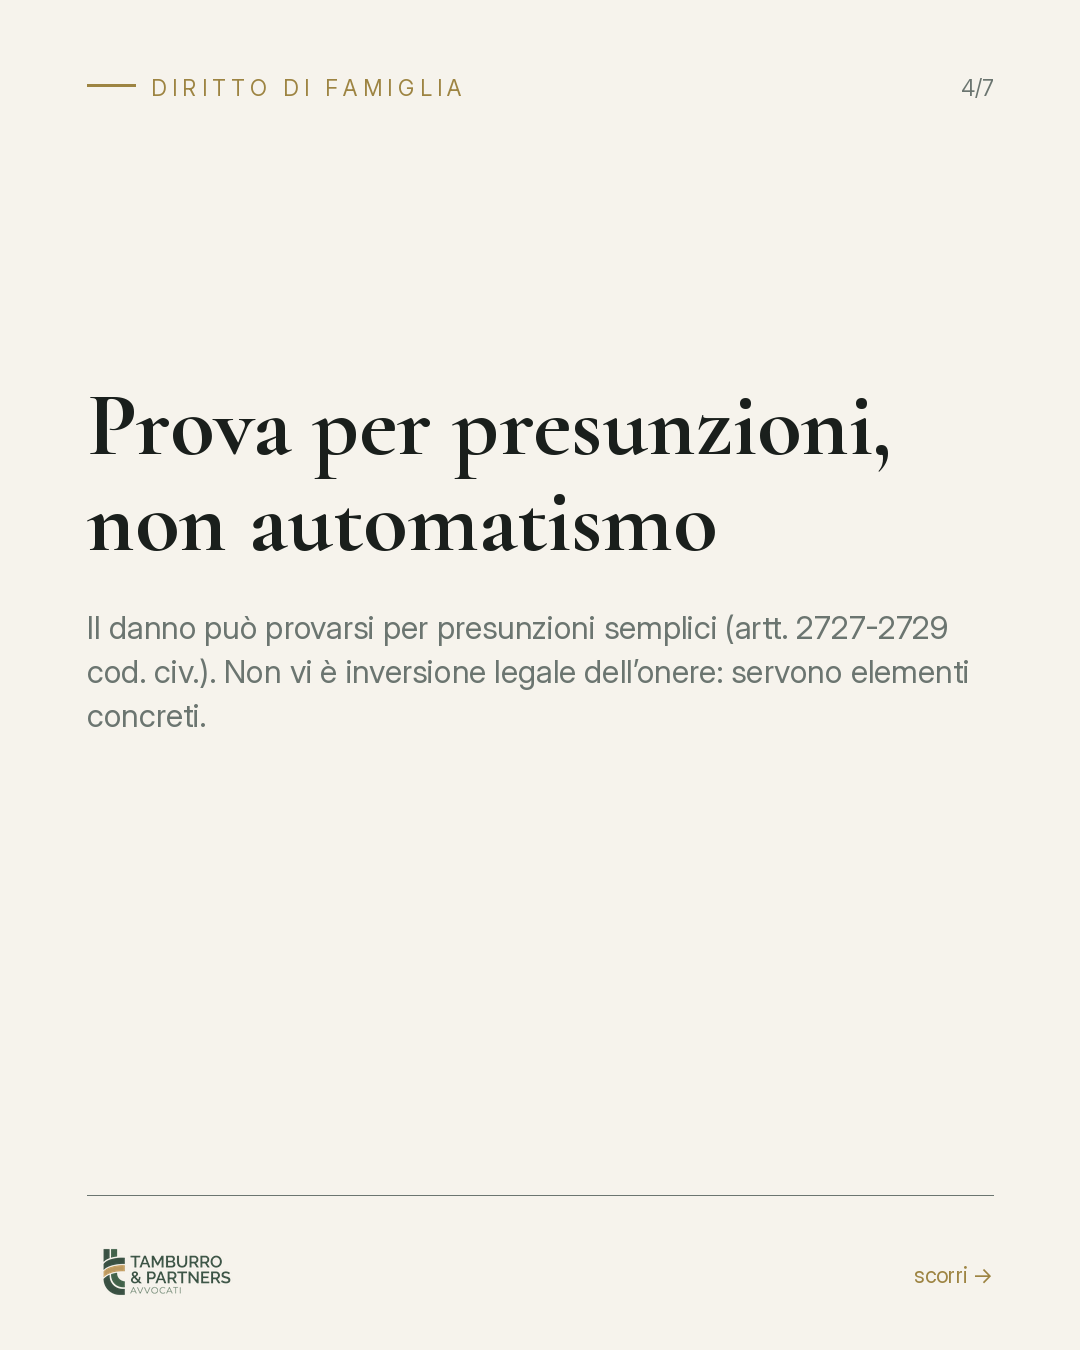 DIRITTO DI FAMIGLIA
4/7
Prova per presunzioni,
non automatismo
Il danno può provarsi per presunzioni semplici (artt. 2727-2729
cod. civ.). Non vi è inversione legale dell’onere: servono elementi
concreti.
TAMBURRO
& PARTNERS
AVVOCATI
scorri →